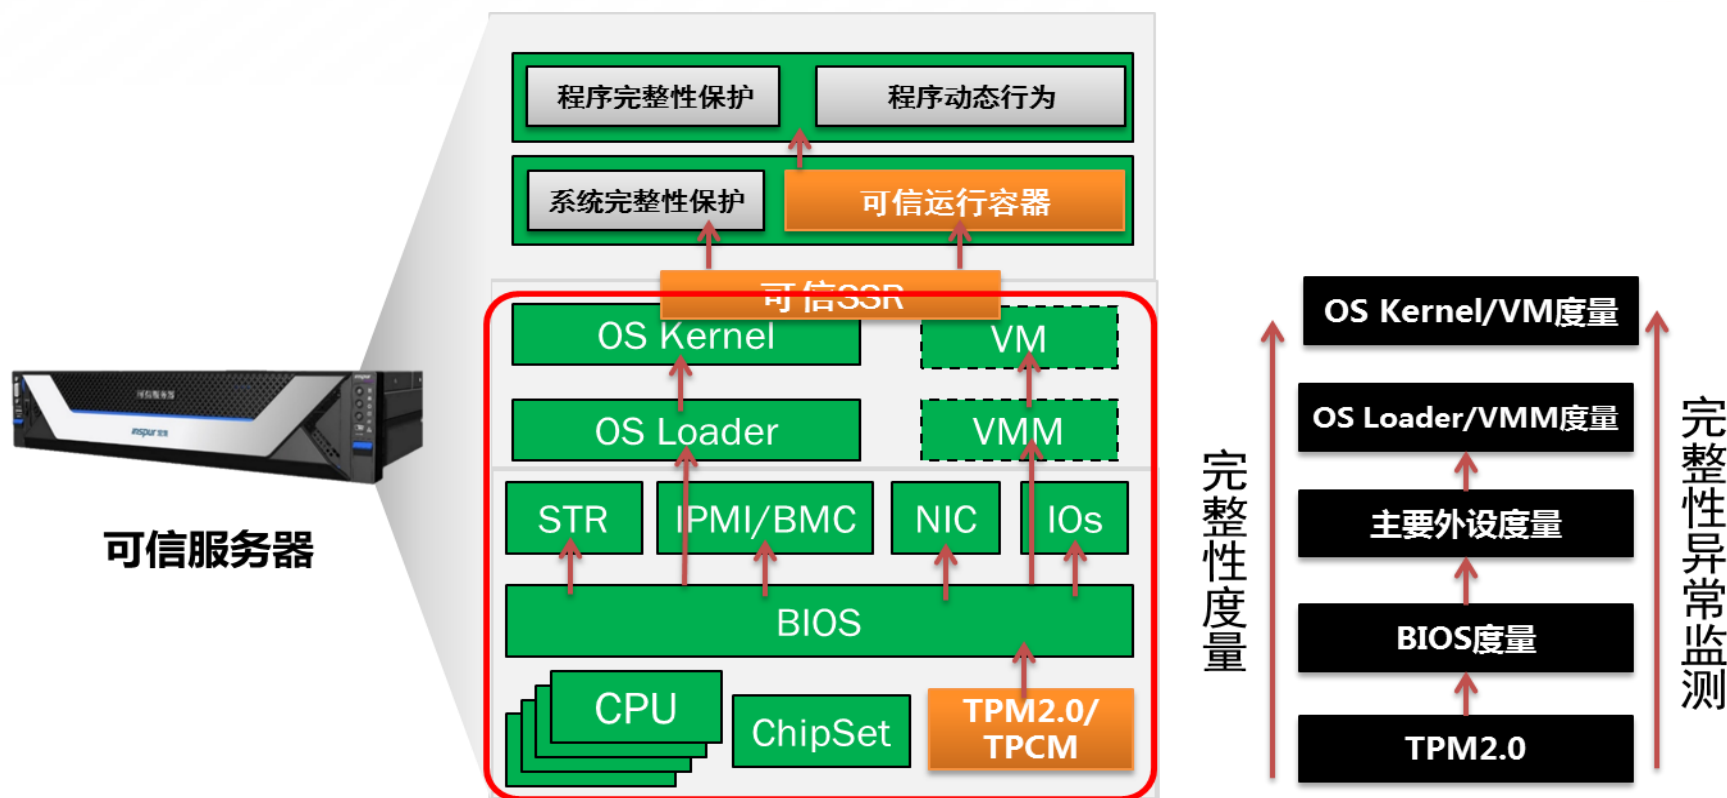 程序完整性保护
程序动态行为
系统完整性保护
可信运行容器
可信SSR
OS Kernel
VM
OS Loader
VMM
STR
IPMI/BMC
NIC
IOs
BIOS
CPU
ChipSet
TPM2.0/
TPCM
inspur
可信服务器
完整性度量
OS Kernel/VM度量
OS Loader/VMM度量
主要外设度量
BIOS度量
TPM2.0
完整性异常监测